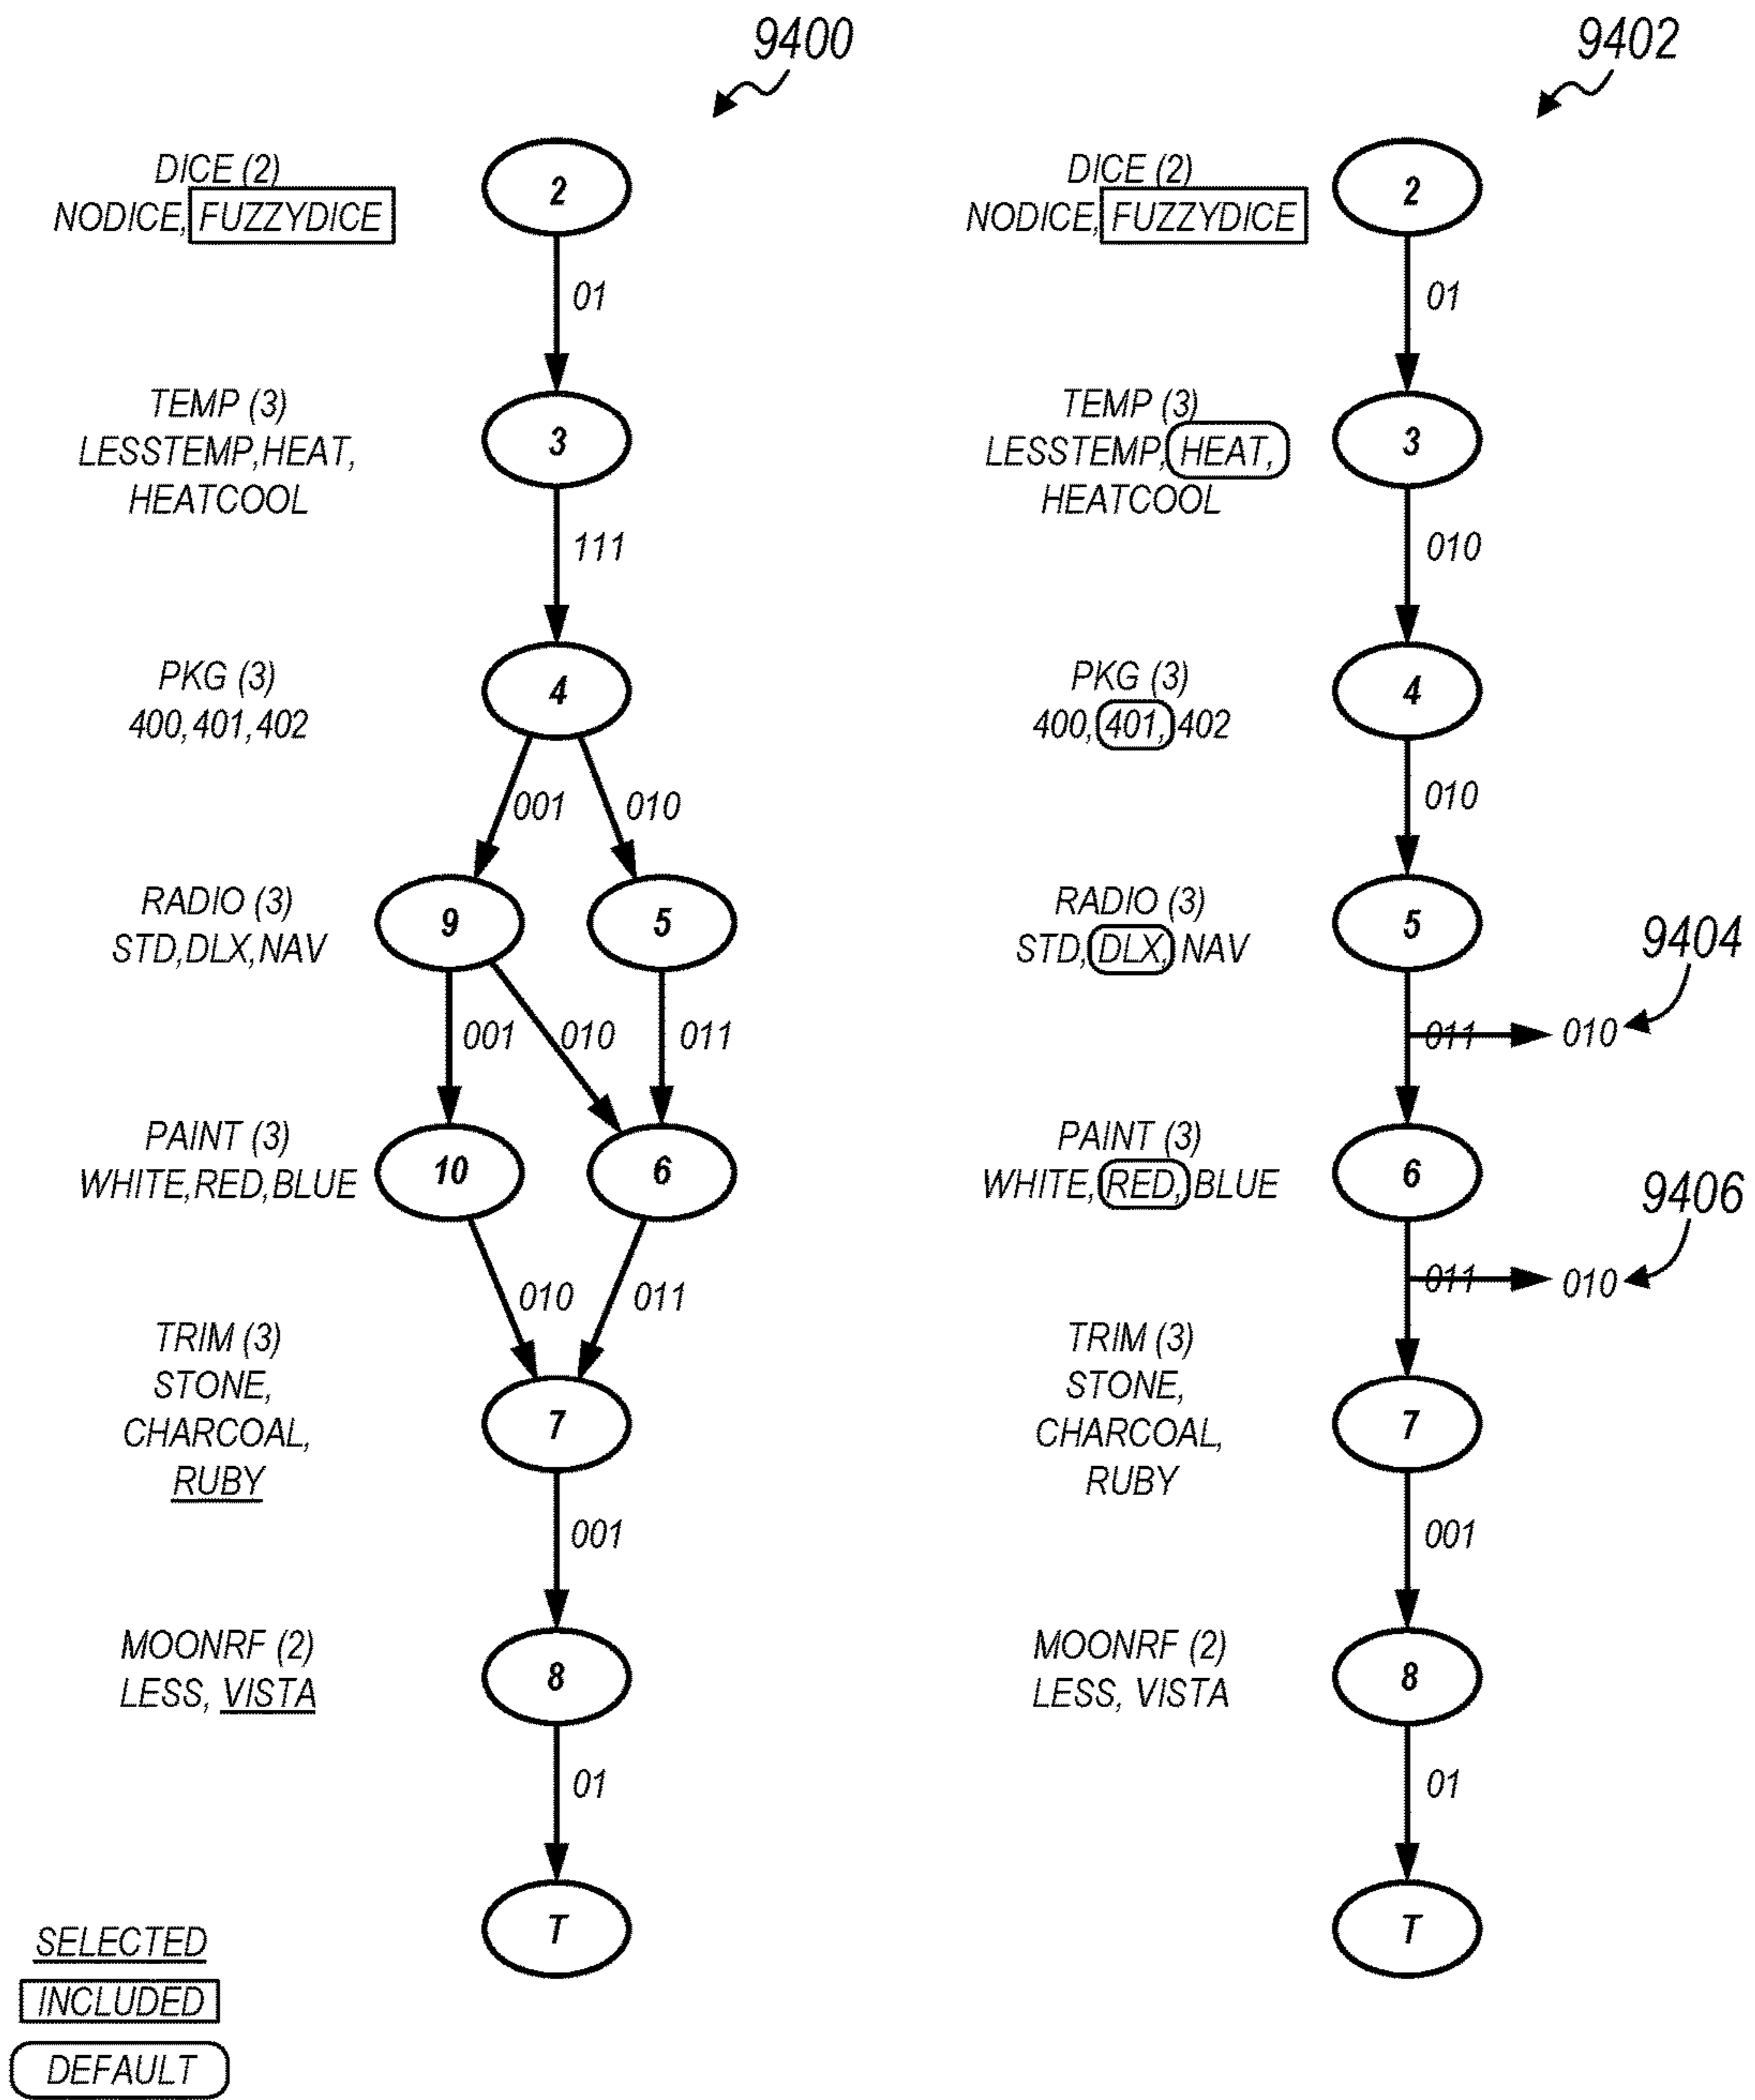 9400
DICE (2)
NODICE, FUZZYDICE
2
01
TEMP (3)
LESSTEMP, HEAT,
HEATCOOL
3
111
PKG (3)
400, 401, 402
4
001
010
RADIO (3)
STD, DLX, NAV
9
5
001
010
011
PAINT (3)
WHITE, RED, BLUE
10
6
010
011
TRIM (3)
STONE,
CHARCOAL,
RUBY
7
001
MOONRF (2)
LESS, VISTA
8
01
T
SELECTED
INCLUDED
DEFAULT
9402
DICE (2)
NODICE, FUZZYDICE
2
01
TEMP (3)
LESSTEMP, HEAT,
HEATCOOL
3
010
PKG (3)
400, 401, 402
4
010
RADIO (3)
STD, DLX, NAV
5
9404
011
010
PAINT (3)
WHITE, RED, BLUE
6
9406
011
010
TRIM (3)
STONE,
CHARCOAL,
RUBY
7
001
MOONRF (2)
LESS, VISTA
8
01
T